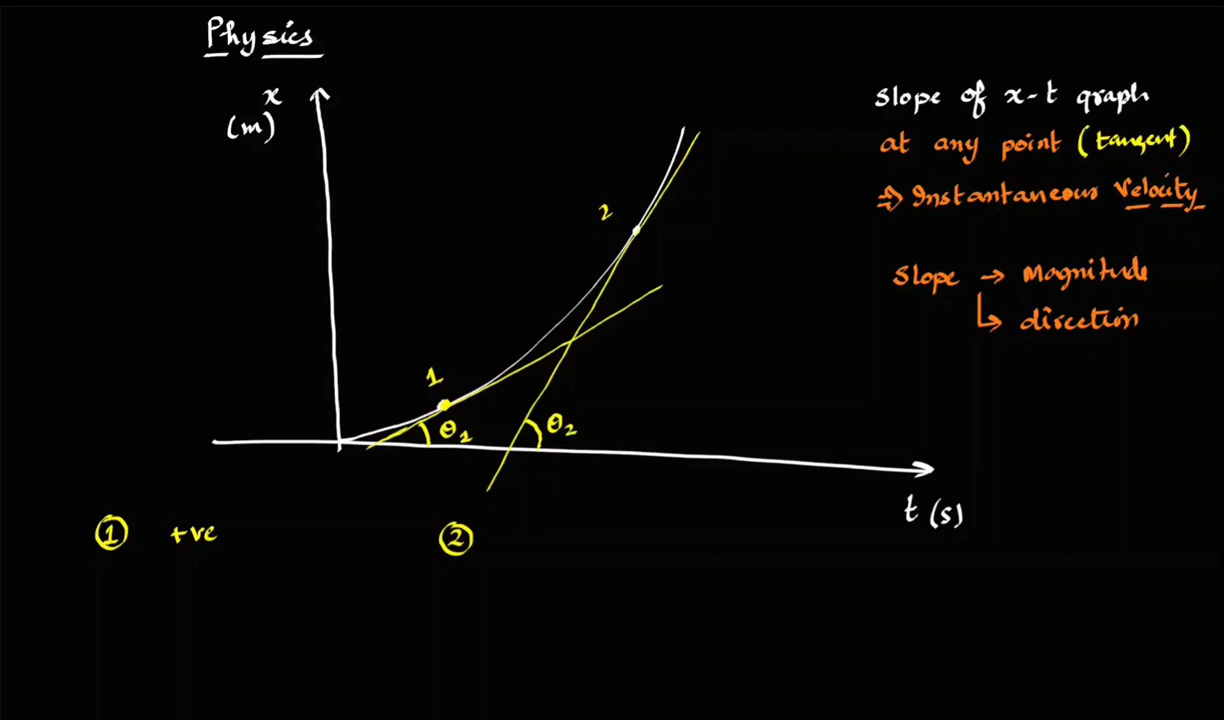 Physics
x
(m)
slope of x-t graph
at any point (tangent)
⇒ Instantaneous Velocity
Slope → Magnitude
↳ direction
2
1
θ1
θ2
t (s)
① +ve
②